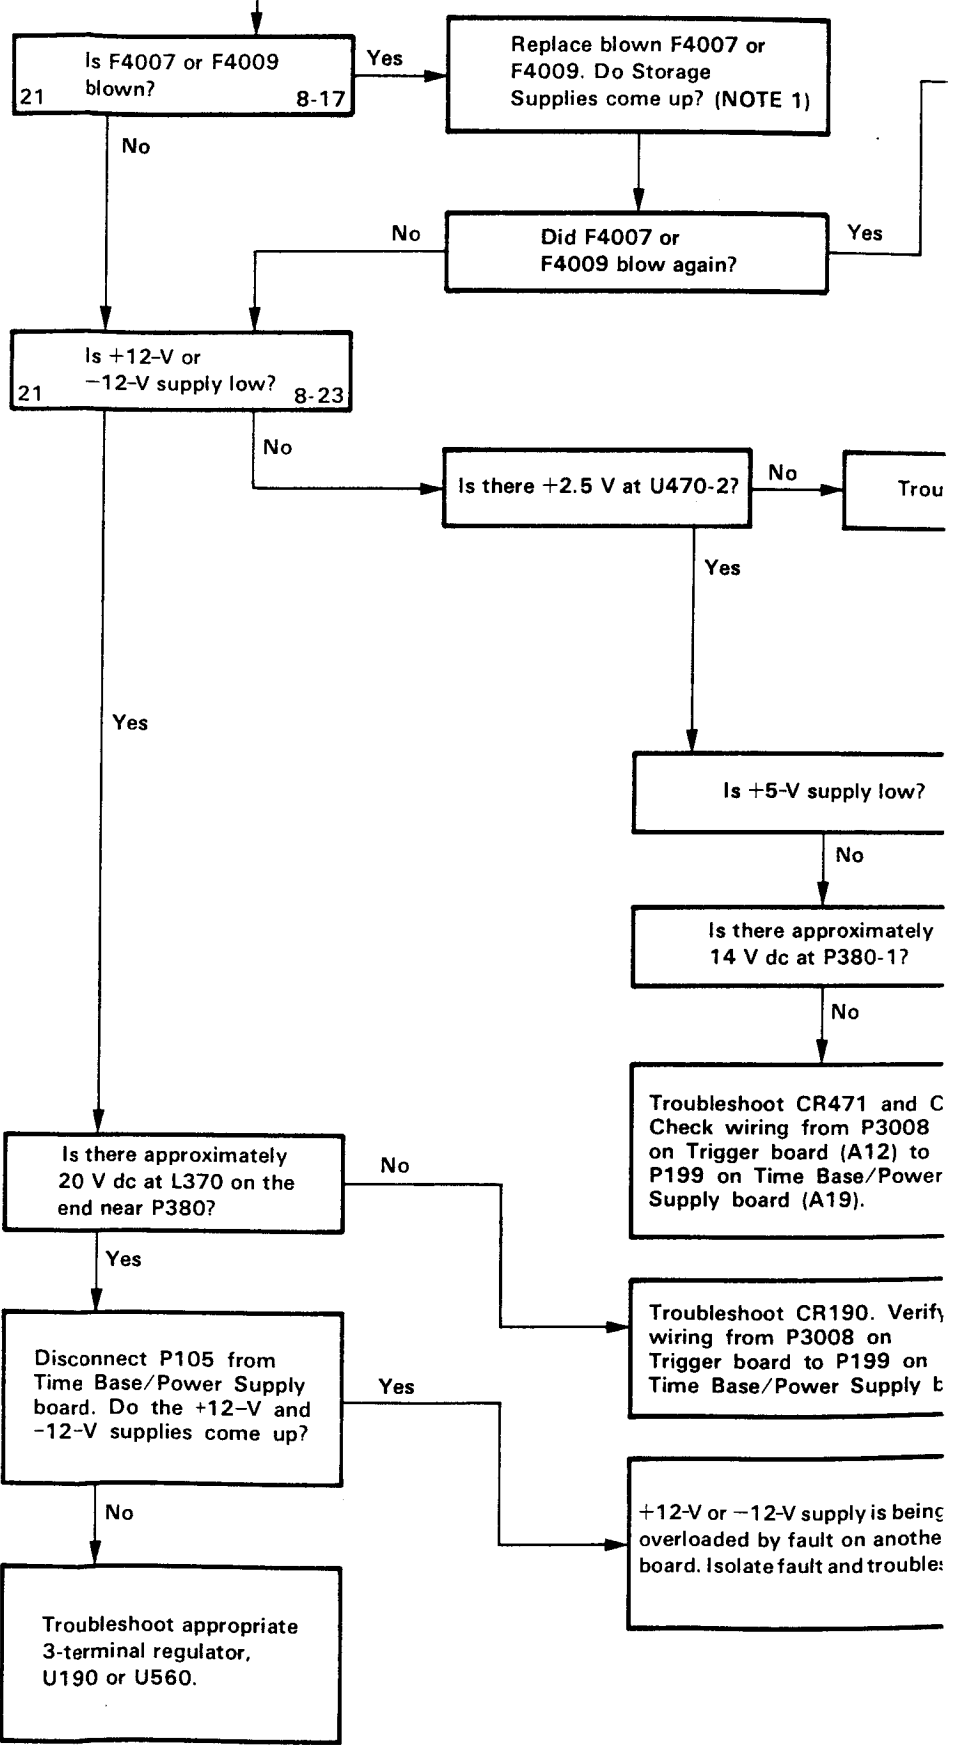 Is F4007 or F4009
blown?
21
8-17
Yes
No
Replace blown F4007 or
F4009. Do Storage
Supplies come up? (NOTE 1)
Did F4007 or
F4009 blow again?
No
Yes
Is +12-V or
−12-V supply low?
21
8-23
No
Is there +2.5 V at U470-2?
No
Trou
Yes
Yes
Is +5-V supply low?
No
Is there approximately
14 V dc at P380-1?
No
Troubleshoot CR471 and C
Check wiring from P3008
on Trigger board (A12) to
P199 on Time Base/Power
Supply board (A19).
Is there approximately
20 V dc at L370 on the
end near P380?
No
Yes
Troubleshoot CR190. Verify
wiring from P3008 on
Trigger board to P199 on
Time Base/Power Supply b
Disconnect P105 from
Time Base/Power Supply
board. Do the +12-V and
-12-V supplies come up?
Yes
No
+12-V or −12-V supply is being
overloaded by fault on anothe
board. Isolate fault and troubles
Troubleshoot appropriate
3-terminal regulator,
U190 or U560.